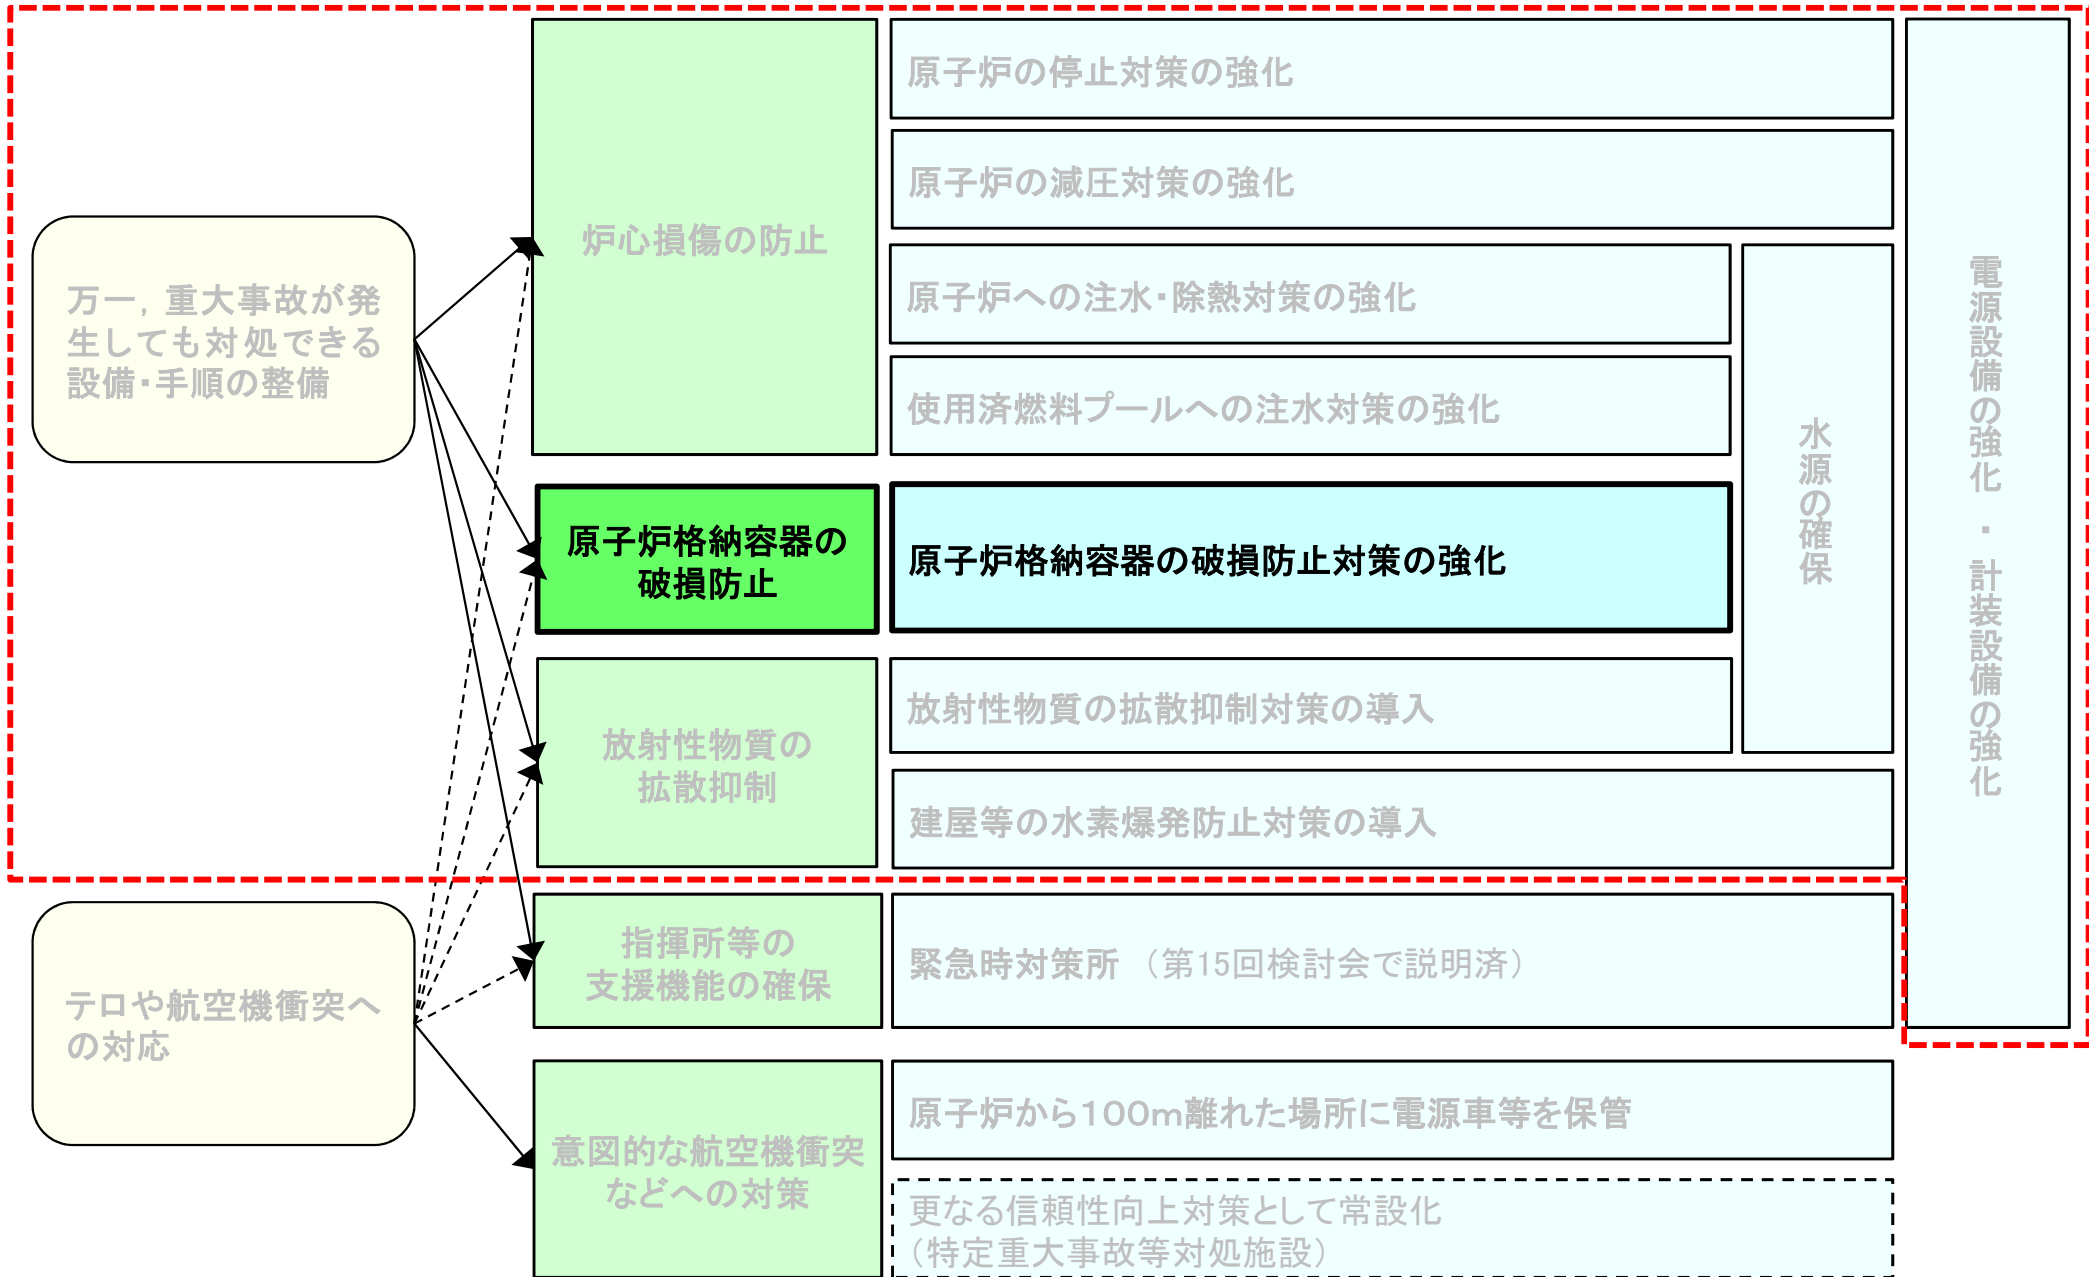 万一，重大事故が発
生しても対処できる
設備・手順の整備
テロや航空機衝突へ
の対応
炉心損傷の防止
原子炉格納容器の
破損防止
放射性物質の
拡散抑制
指揮所等の
支援機能の確保
意図的な航空機衝突
などへの対策
原子炉の停止対策の強化
原子炉の減圧対策の強化
原子炉への注水・除熱対策の強化
使用済燃料プールへの注水対策の強化
原子炉格納容器の破損防止対策の強化
放射性物質の拡散抑制対策の導入
建屋等の水素爆発防止対策の導入
緊急時対策所 （第15回検討会で説明済）
原子炉から１００ｍ離れた場所に電源車等を保管
更なる信頼性向上対策として常設化
（特定重大事故等対処施設）
水源の確保
電源設備の強化 ・ 計装設備の強化